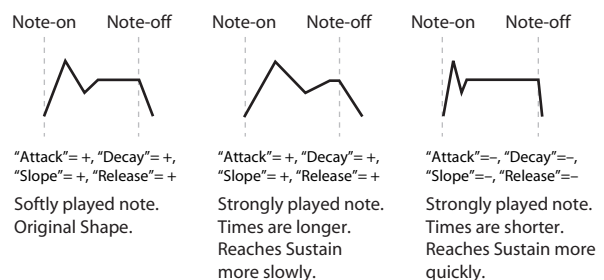 Note-on Note-off
"Attack"= +, "Decay"= +,
"Slope"= +, "Release"= +
Softly played note.
Original Shape.
Note-on Note-off
"Attack"= +, "Decay"= +,
"Slope"= +, "Release"= +
Strongly played note.
Times are longer.
Reaches Sustain
more slowly.
Note-on Note-off
"Attack"=–, "Decay"=–,
"Slope"=–, "Release"=–
Strongly played note.
Times are shorter.
Reaches Sustain more
quickly.